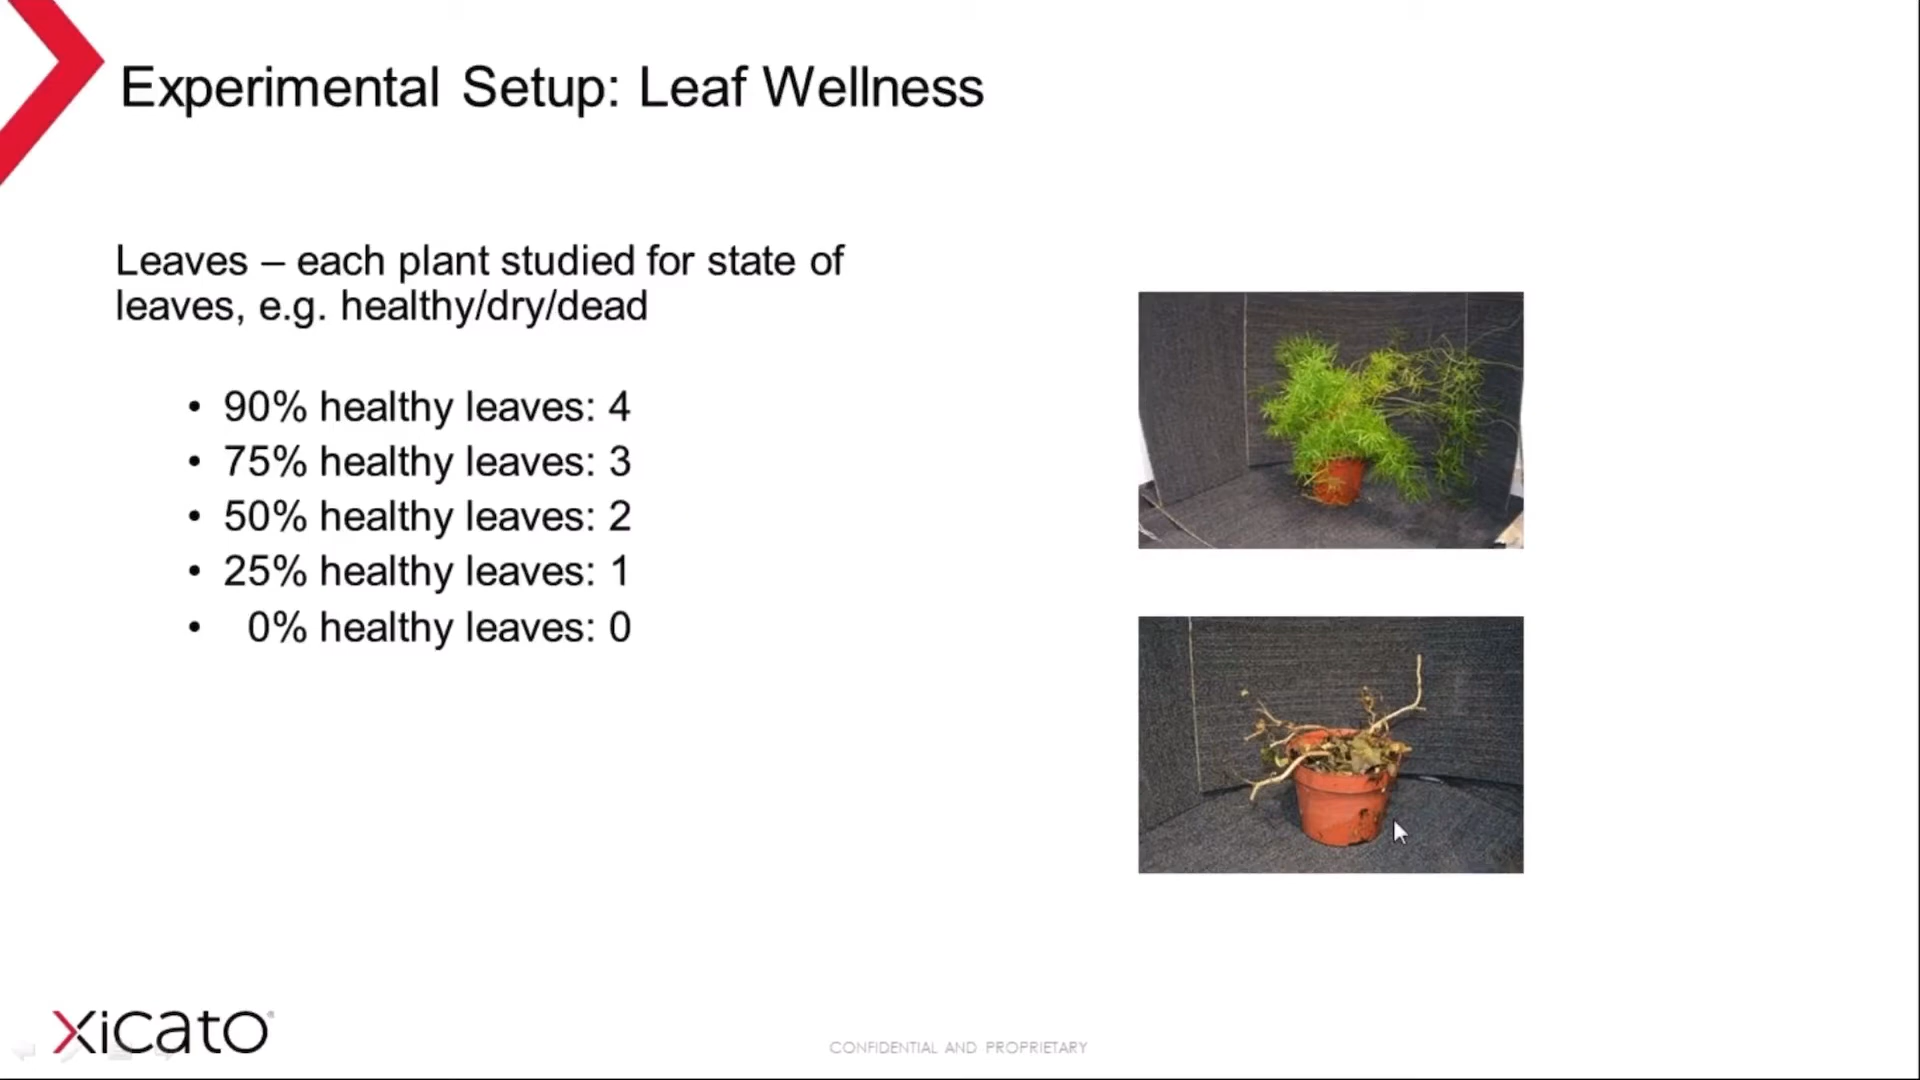 Experimental Setup: Leaf Wellness
Leaves – each plant studied for state of
leaves, e.g. healthy/dry/dead
• 90% healthy leaves: 4
• 75% healthy leaves: 3
• 50% healthy leaves: 2
• 25% healthy leaves: 1
• 0% healthy leaves: 0
xicato
CONFIDENTIAL AND PROPRIETARY